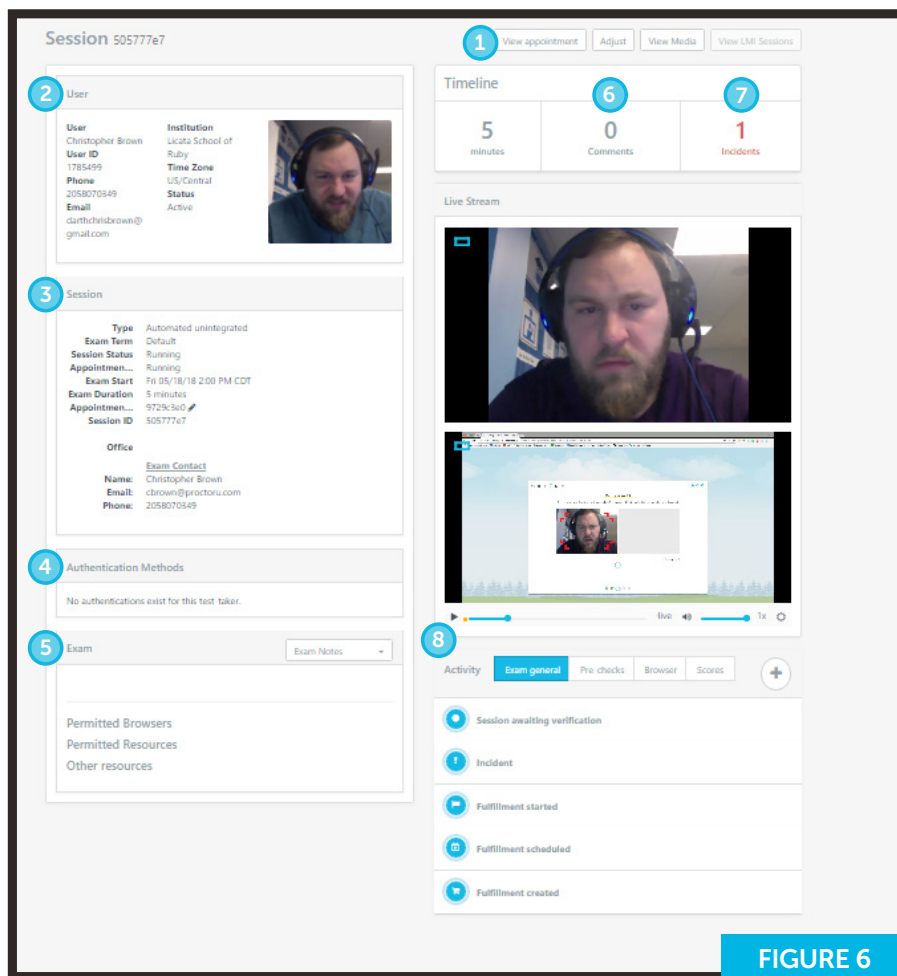 Session 505777e7
1
View appointment
Adjust
View Media
View LMI Sessions
2
User
User
Christopher Brown
User ID
1785499
Phone
2058070349
Email
darthchrisbrown@
gmail.com
Institution
Licata School of
Ruby
Time Zone
US/Central
Status
Active
3
Session
Type Automated unintegrated
Exam Term Default
Session Status Running
Appointmen... Running
Exam Start Fri 05/18/18 2:00 PM CDT
Exam Duration 5 minutes
Appointmen... 9729c3e0
Session ID 505777e7
Office
Exam Contact
Name: Christopher Brown
Email: cbrown@proctoru.com
Phone: 2058070349
4
Authentication Methods
No authentications exist for this test-taker.
5
Exam
Exam Notes
Permitted Browsers
Permitted Resources
Other resources
Timeline
6
7
5
minutes
0
Comments
1
Incidents
Live Stream
live
1x
8
Activity
Exam general
Pre-checks
Browser
Scores
+
Session awaiting verification
Incident
Fulfillment started
Fulfillment scheduled
Fulfillment created
FIGURE 6